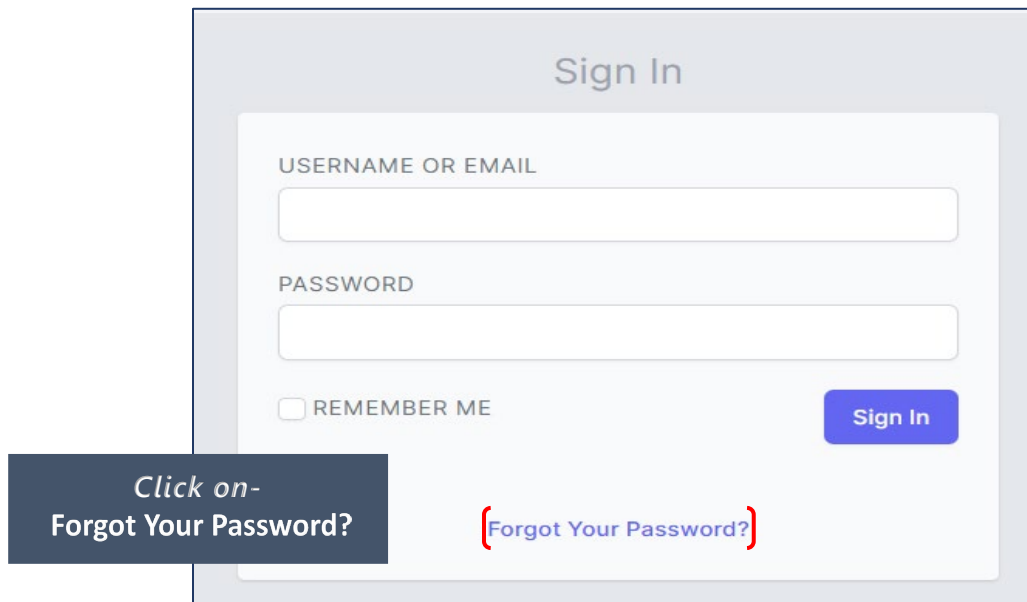 Sign In
USERNAME OR EMAIL
PASSWORD
REMEMBER ME
Sign In
Click on-
Forgot Your Password?
Forgot Your Password?